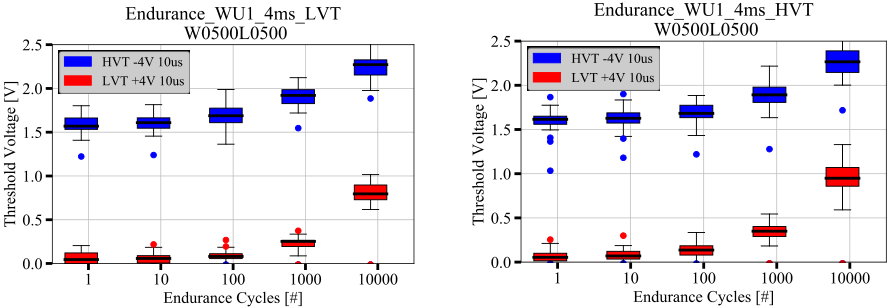 Endurance_WU1_4ms_LVT
W0500L0500
2.5
2.0
1.5
1.0
0.5
0.0
Threshold Voltage [V]
HVT -4V 10us
LVT +4V 10us
1 10 100 1000 10000
Endurance Cycles [#]
Endurance_WU1_4ms_HVT
W0500L0500
2.5
2.0
1.5
1.0
0.5
0.0
Threshold Voltage [V]
HVT -4V 10us
LVT +4V 10us
1 10 100 1000 10000
Endurance Cycles [#]